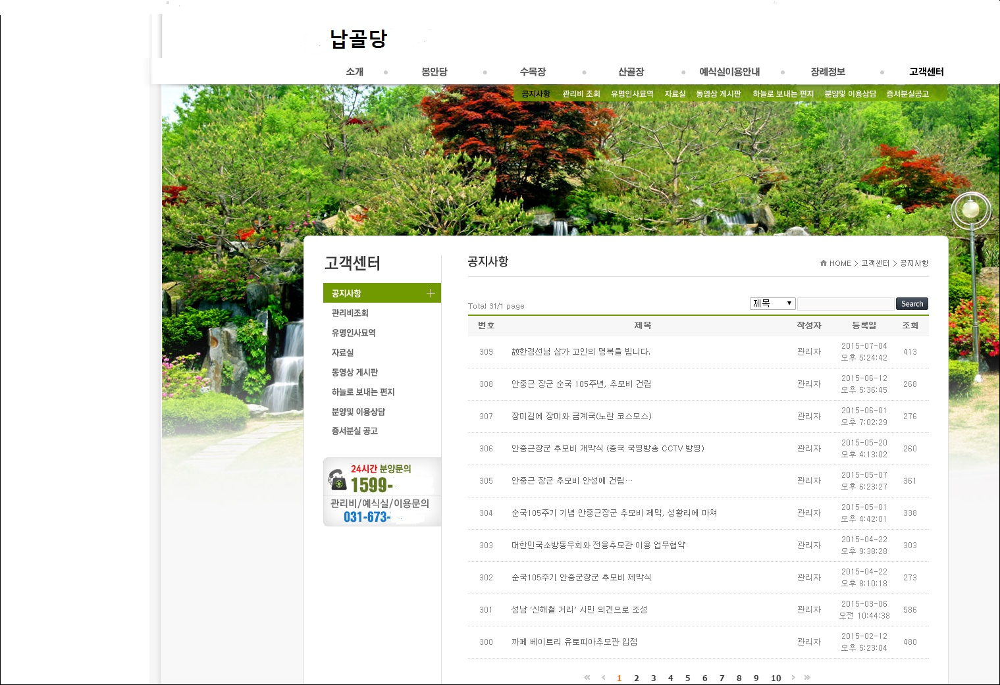 납골당
소개 봉안당 수목장 산골장 예식실이용안내 장례정보 고객센터
공지사항 관리비 조회 유명인사묘역 자료실 동영상 게시판 하늘로 보내는 편지 분양및 이용상담 증서분실공고
고객센터
공지사항
관리비조회
유명인사묘역
자료실
동영상 게시판
하늘로 보내는 편지
분양및 이용상담
증서분실 공고
24시간 분양문의
1599-
관리비/예식실/이용문의
031-673-
공지사항
HOME > 고객센터 > 공지사항
Total 31/1 page
제목 ▼ Search
번호 제목 작성자 등록일 조회
309 故한경선님 삼가 고인의 명복을 빕니다. 관리자 2015-07-04 오후 5:24:42 413
308 안중근 장군 순국 105주년, 추모비 건립 관리자 2015-06-12 오후 5:36:45 268
307 장미길에 장미와 금계국(노란 코스모스) 관리자 2015-06-01 오후 7:02:29 276
306 안중근장군 추모비 개막식 (중국 국영방송 CCTV 방영) 관리자 2015-05-20 오후 4:13:02 260
305 안중근 장군 추모비 안성에 건립… 관리자 2015-05-07 오후 6:23:27 361
304 순국105주기 기념 안중근장군 추모비 제막, 성황리에 마쳐 관리자 2015-05-01 오후 4:42:01 338
303 대한민국소방동우회와 전용추모관 이용 업무협약 관리자 2015-04-22 오후 9:38:28 303
302 순국105주기 안중군장군 추모비 제막식 관리자 2015-04-22 오후 8:10:18 273
301 성남 ‘신해철 거리’ 시민 의견으로 조성 관리자 2015-03-06 오전 10:44:38 586
300 까페 베이트리 유토피아추모관 입점 관리자 2015-02-12 오후 5:23:04 480
« < 1 2 3 4 5 6 7 8 9 10 > »